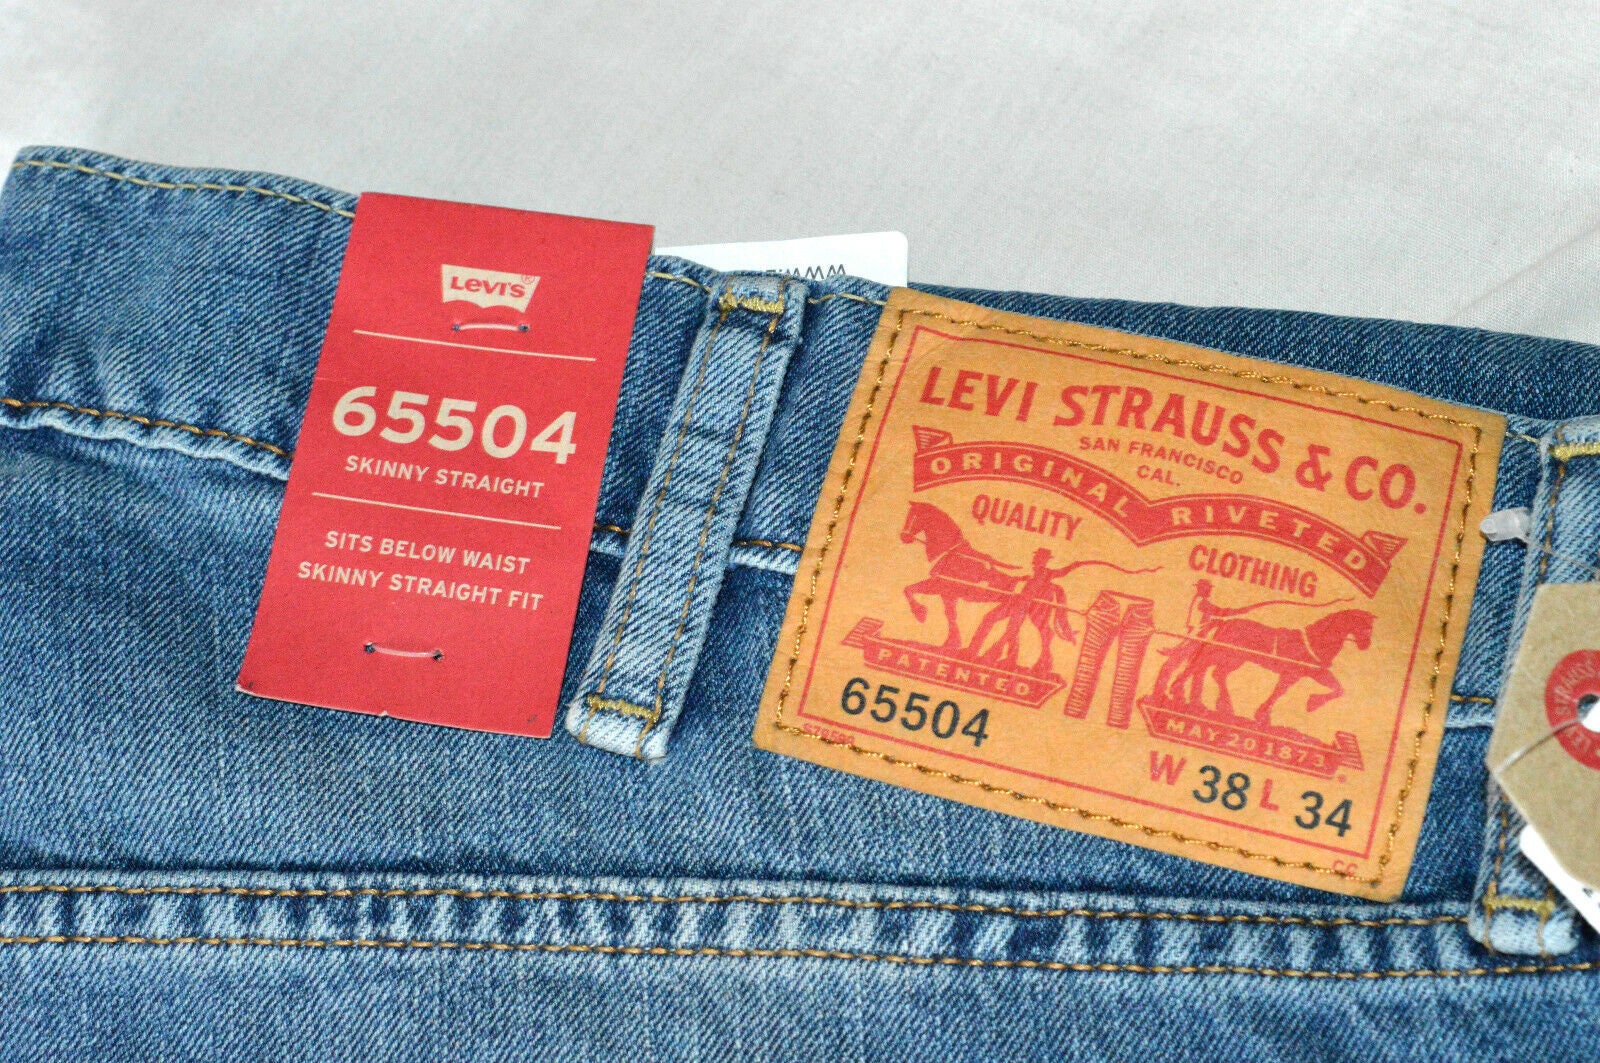 LEVI'S®
65504
SKINNY STRAIGHT
SITS BELOW WAIST
SKINNY STRAIGHT FIT
LEVI STRAUSS & CO.
SAN FRANCISCO
CAL.
ORIGINAL RIVETED
QUALITY CLOTHING
PATENTED MAY 20 1873
65504
W 38 L 34
CC